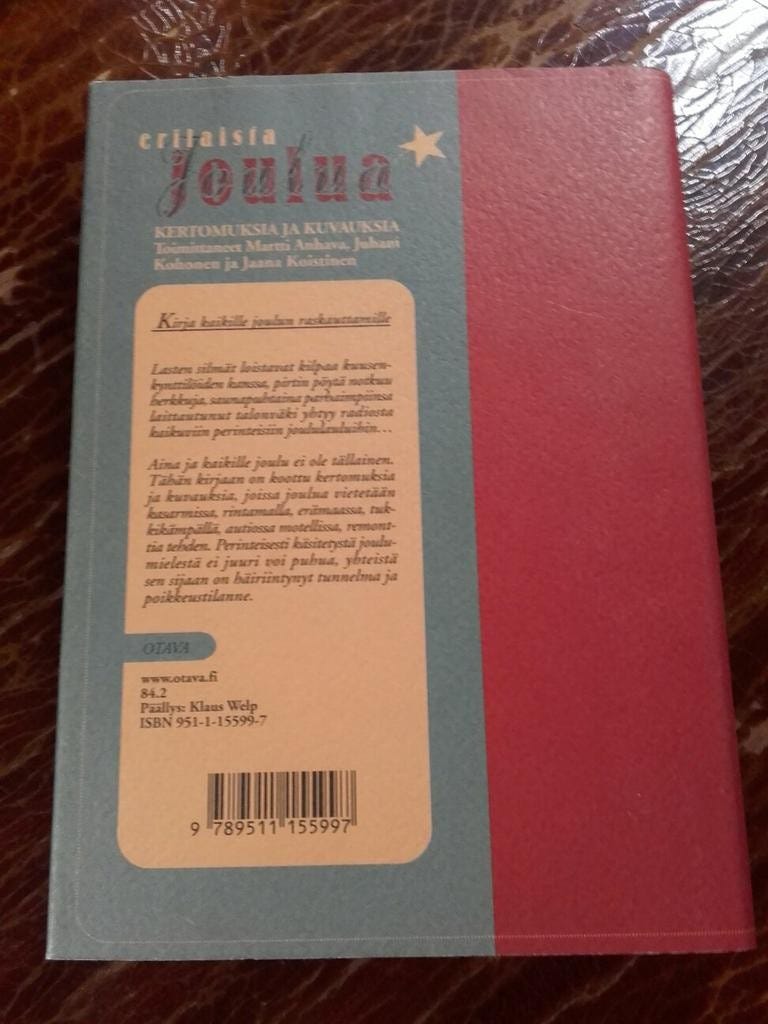 erilaista
Joulua
KERTOMUKSIA JA KUVAUKSIA
Toimittaneet Martti Anhava, Juhani
Kohonen ja Jaana Koistinen
Kirja kaikille joulun raskauttamille
Lasten silmät loistavat kilpaa kuusen-
kynttilöiden kanssa, pirtin pöytä notkuu
herkkuja, saunapuhtaina parhaimpiinsa
laittautunut talonväki yhtyy radiosta
kaikuviin perinteisiin joululauluihin...
Aina ja kaikille joulu ei ole tällainen.
Tähän kirjaan on koottu kertomuksia
ja kuvauksia, joissa joulua vietetään
kasarmissa, rintamalla, erämaassa, tuk-
kikämpällä, autiossa motellissa, remont-
tia tehden. Perinteisesti käsitetystä joulu-
mielestä ei juuri voi puhua, yhteistä
sen sijaan on häiriintynyt tunnelma ja
poikkeustilanne.
OTAVA
www.otava.fi
84.2
Päällys: Klaus Welp
ISBN 951-1-15599-7
9 789511 155997